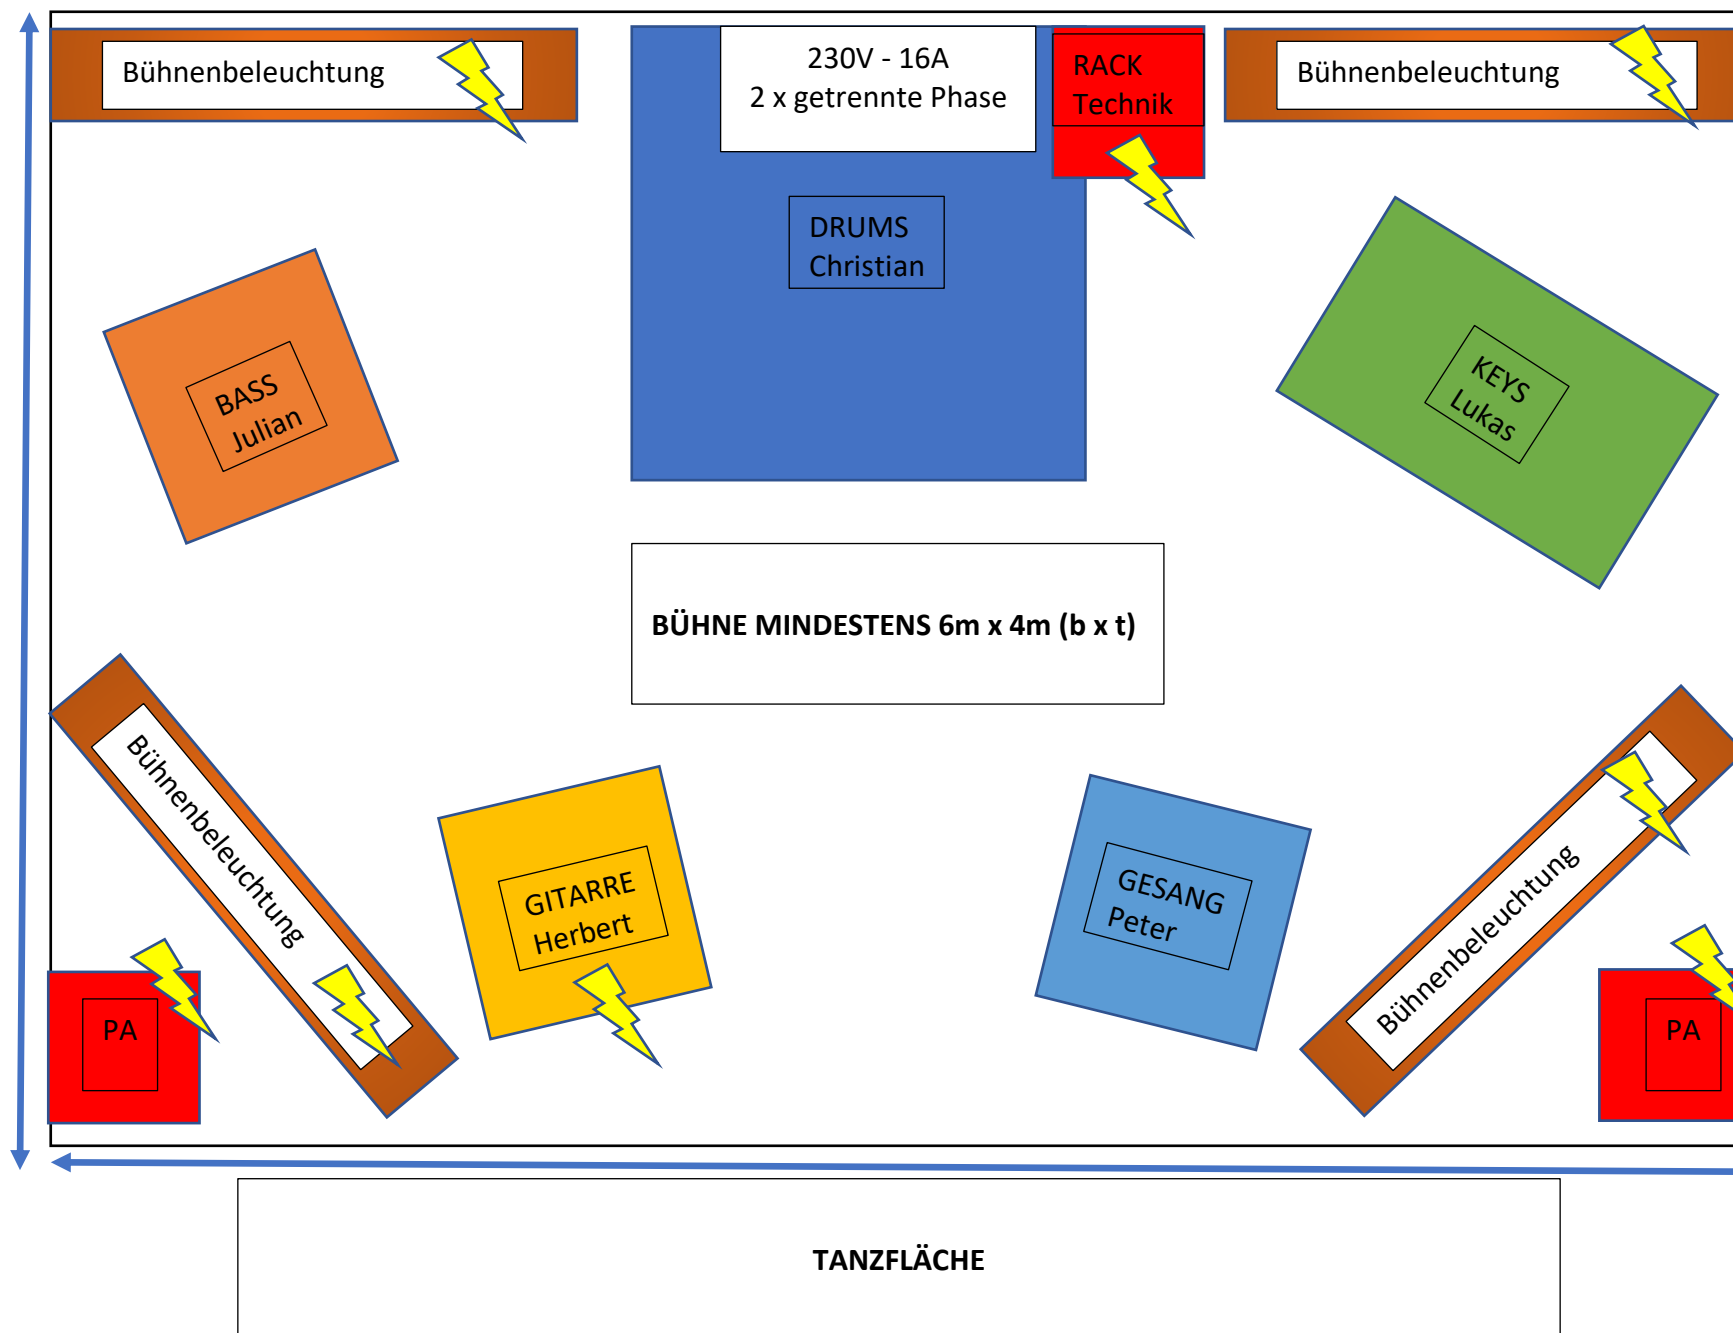 Bühnenbeleuchtung
230V - 16A
2 x getrennte Phase
RACK
Technik
Bühnenbeleuchtung
DRUMS
Christian
BASS
Julian
KEYS
Lukas
BÜHNE MINDESTENS 6m x 4m (b x t)
Bühnenbeleuchtung
GITARRE
Herbert
GESANG
Peter
Bühnenbeleuchtung
PA
PA
TANZFLÄCHE